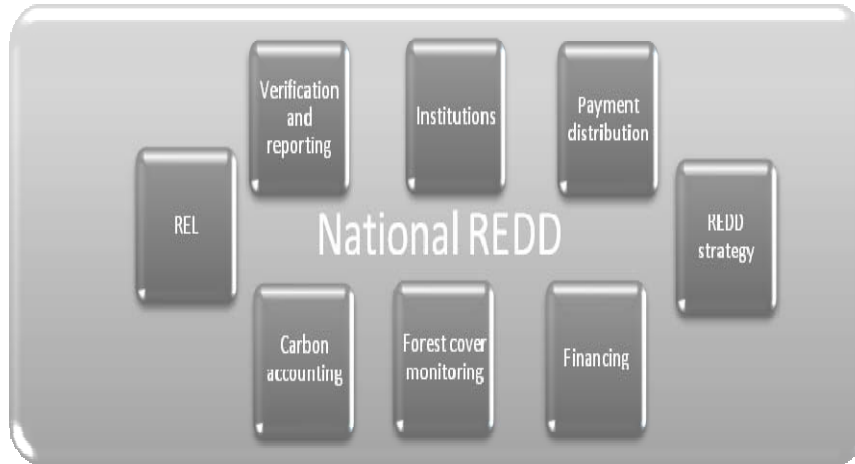 Verification
and
reporting
Institutions
Payment
distribution
REL
National REDD
REDD
strategy
Carbon
accounting
Forest cover
monitoring
Financing